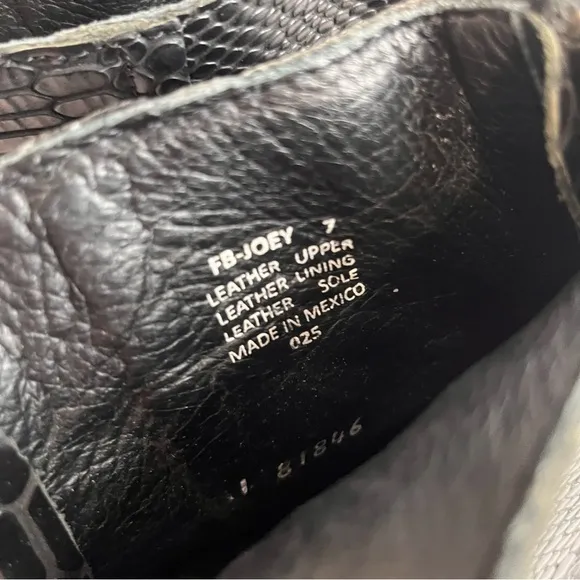 FB-JOEY 7
LEATHER UPPER
LEATHER LINING
LEATHER SOLE
MADE IN MEXICO
025
81846